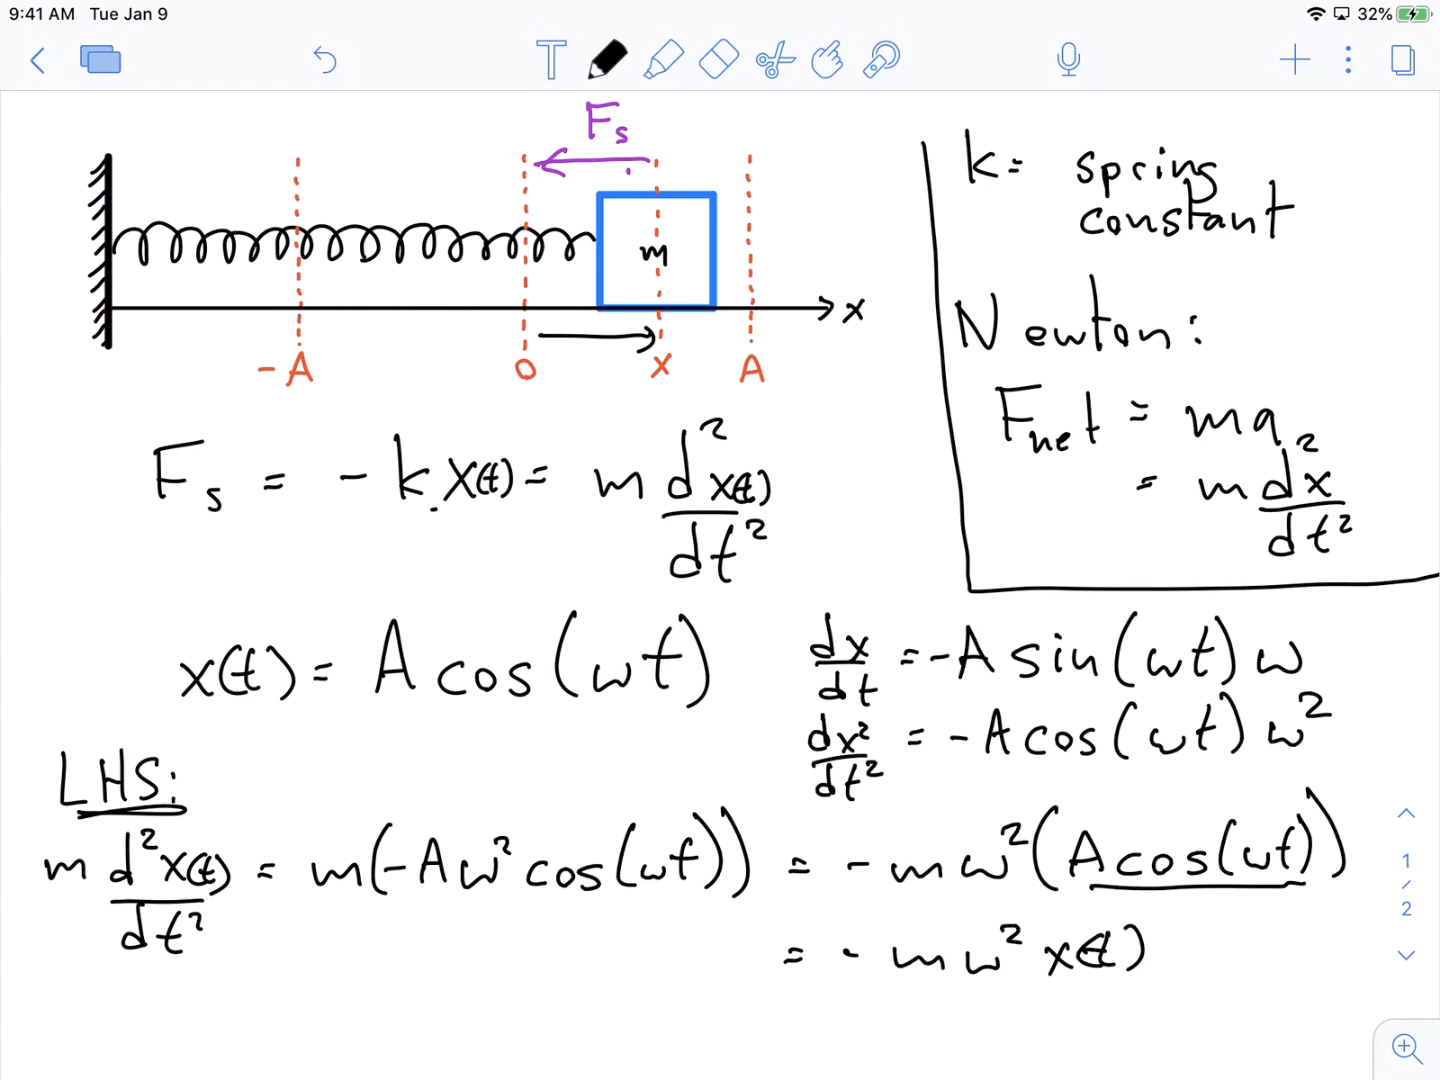 9:41 AM Tue Jan 9
32%
T
F_s
m
x
-A
0
x
A
k = spring
constant
Newton:
F_net = ma
= m d²x/dt²
F_s = -k x(t) = m d²x(t)/dt²
x(t) = A cos(ωt)
dx/dt = -A sin(ωt) ω
dx²/dt² = -A cos(ωt) ω²
LHS:
m d²x(t)/dt² = m(-Aω² cos(ωt)) = -mω²(A cos(ωt))
= -mω² x(t)
1
/
2